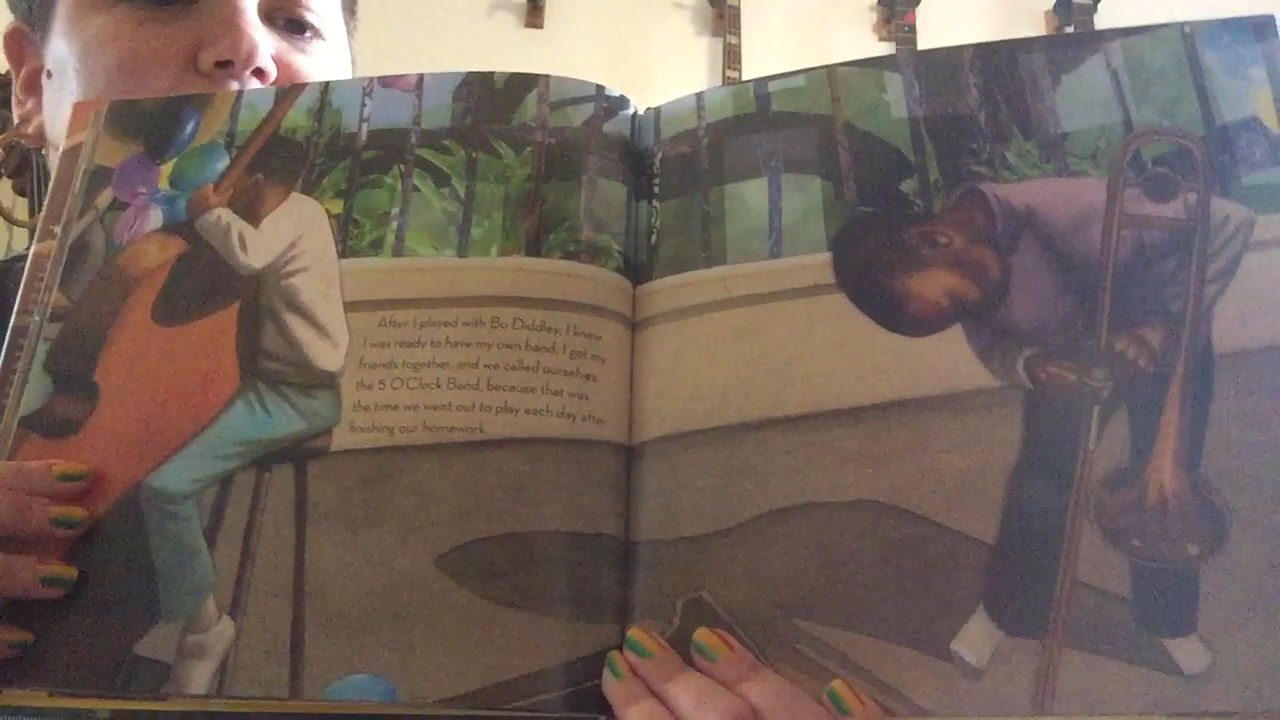 After I played with Bo Diddley, I knew
I was ready to have my own band. I got my
friends together, and we called ourselves
the 5 O'Clock Band, because that was
the time we went out to play each day after
finishing our homework.